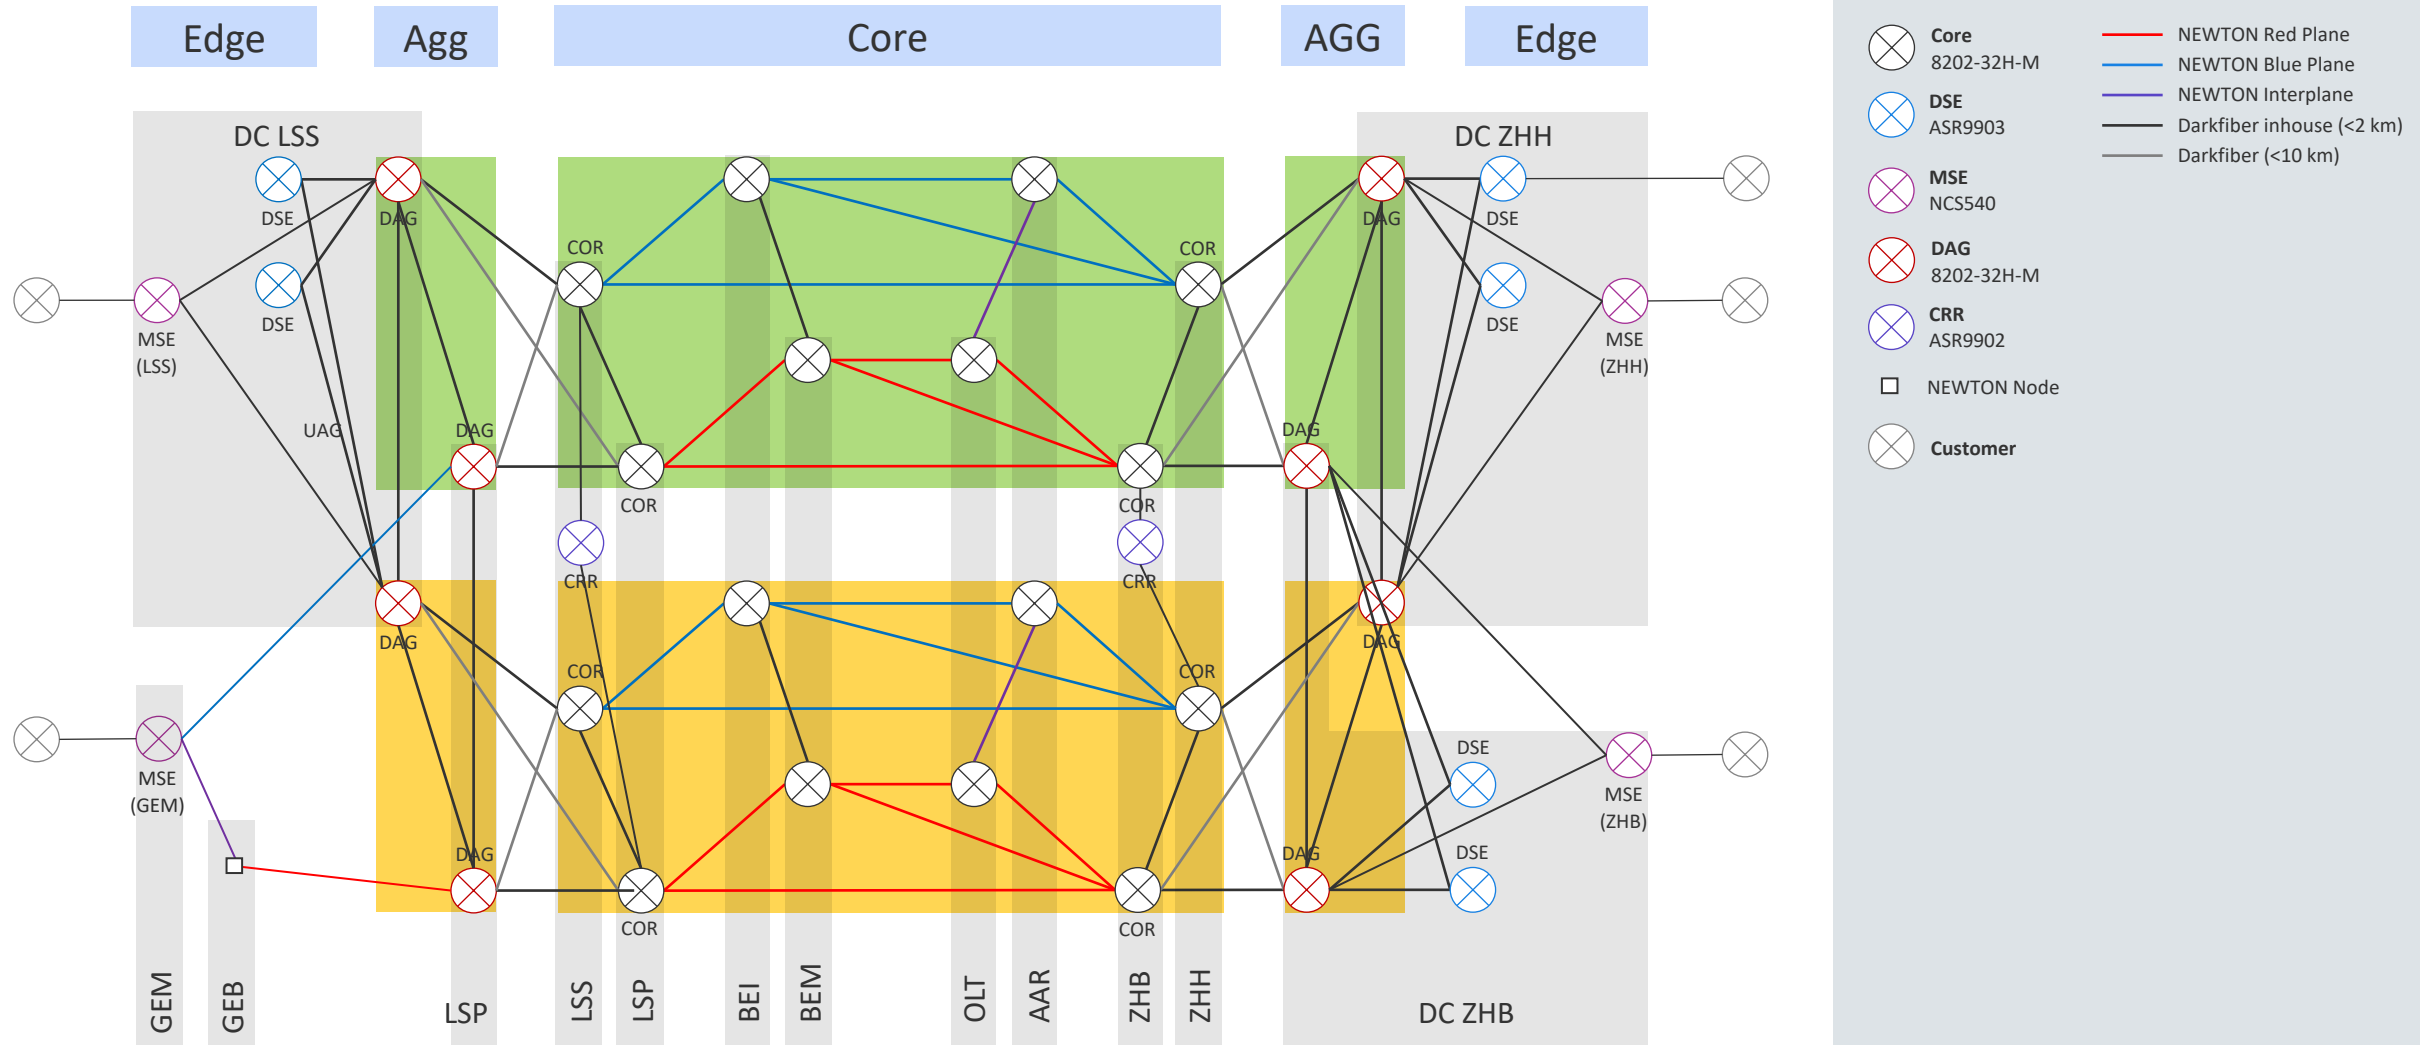 Edge
Agg
Core
AGG
Edge
DC LSS
DSE
DAG
DSE
MSE
(LSS)
UAG
DAG
DAG
MSE
(GEM)
DAG
COR
COR
COR
COR
CRR
CRR
COR
COR
COR
COR
DC ZHH
DAG
DSE
DSE
MSE
(ZHH)
DAG
DAG
DSE
MSE
(ZHB)
DAG
DSE
GEM
GEB
LSP
LSS
LSP
BEI
BEM
OLT
AAR
ZHB
ZHH
DC ZHB
Core
8202-32H-M
DSE
ASR9903
MSE
NCS540
DAG
8202-32H-M
CRR
ASR9902
NEWTON Node
Customer
NEWTON Red Plane
NEWTON Blue Plane
NEWTON Interplane
Darkfiber inhouse (<2 km)
Darkfiber (<10 km)